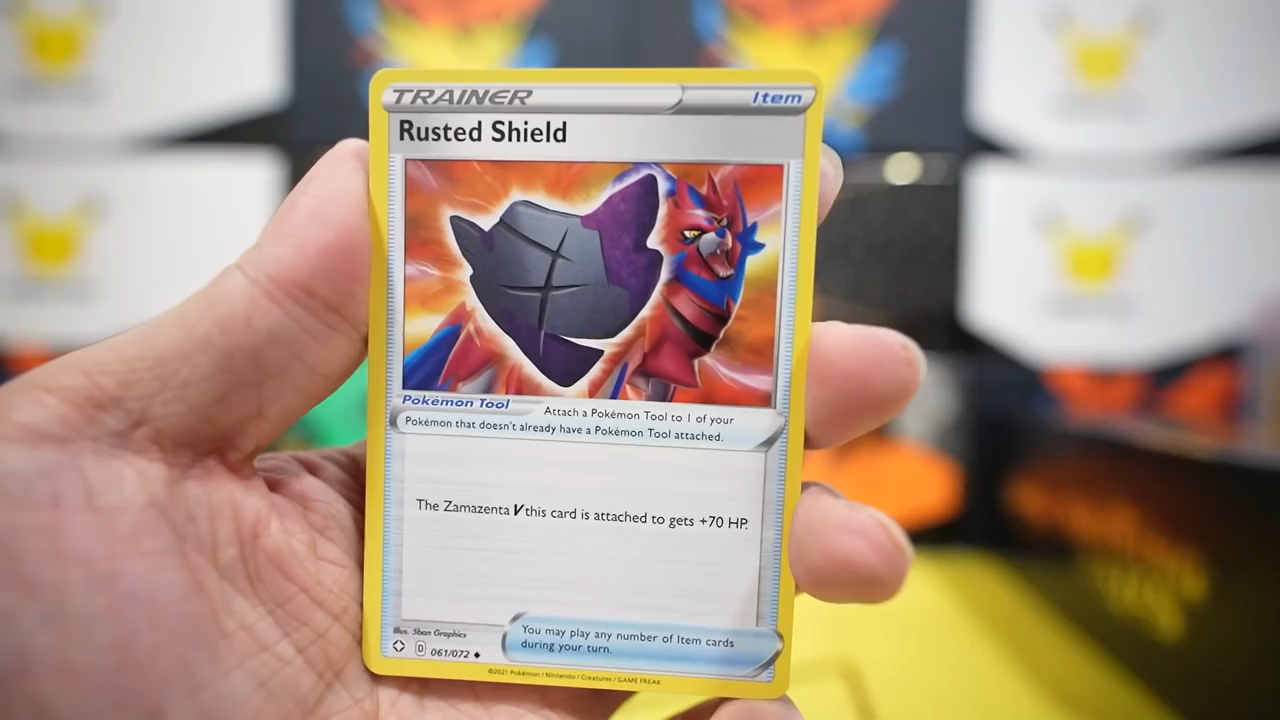 TRAINER Item
Rusted Shield
Pokémon Tool Attach a Pokémon Tool to 1 of your
Pokémon that doesn't already have a Pokémon Tool attached.
The Zamazenta V this card is attached to gets +70 HP.
You may play any number of Item cards
during your turn.
Illus. 5ban Graphics
D 061/072
©2021 Pokémon / Nintendo / Creatures / GAME FREAK